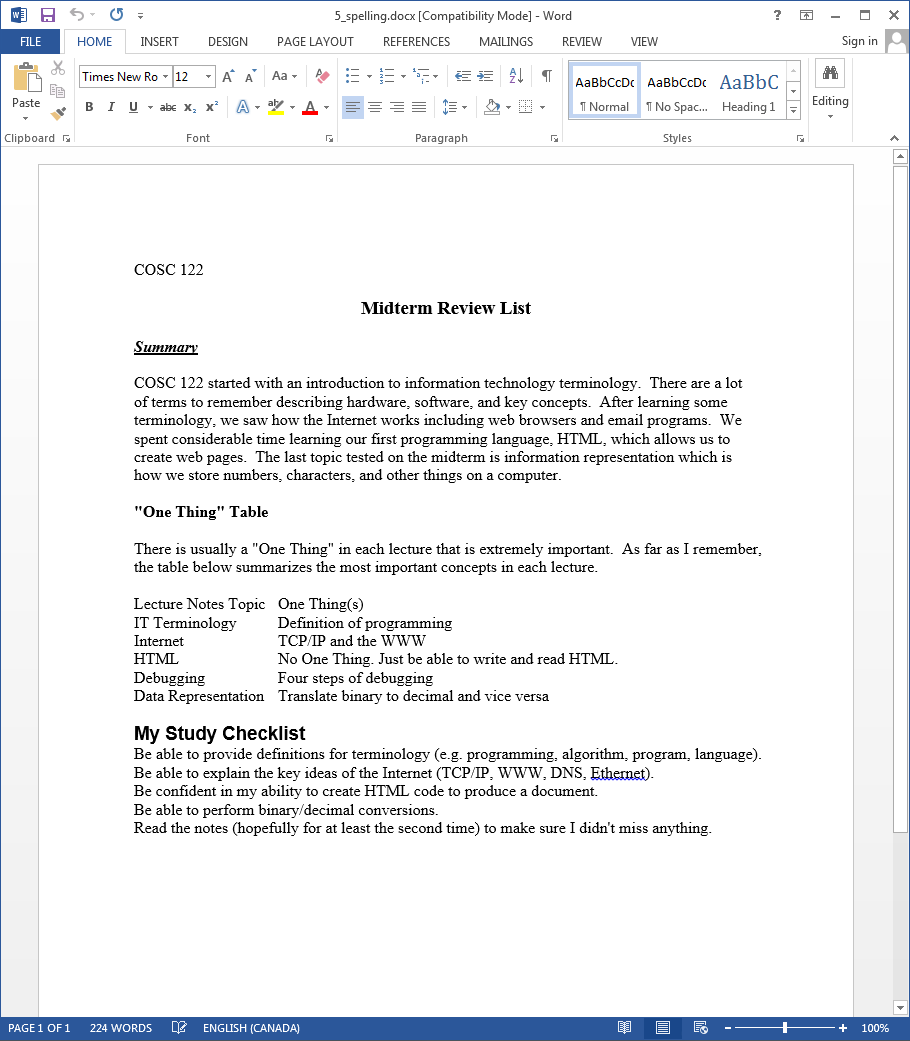 5_spelling.docx [Compatibility Mode] - Word
FILE HOME INSERT DESIGN PAGE LAYOUT REFERENCES MAILINGS REVIEW VIEW Sign in
Times New Ro 12 Aa
Paste
B I U abc x₂ x² A ab A
AaBbCcDc AaBbCcDc AaBbC
¶ Normal ¶ No Spac... Heading 1
Editing
Clipboard Font Paragraph Styles
COSC 122
Midterm Review List
Summary
COSC 122 started with an introduction to information technology terminology.  There are a lot
of terms to remember describing hardware, software, and key concepts.  After learning some
terminology, we saw how the Internet works including web browsers and email programs.  We
spent considerable time learning our first programming language, HTML, which allows us to
create web pages.  The last topic tested on the midterm is information representation which is
how we store numbers, characters, and other things on a computer.
"One Thing" Table
There is usually a "One Thing" in each lecture that is extremely important.  As far as I remember,
the table below summarizes the most important concepts in each lecture.
Lecture Notes Topic One Thing(s)
IT Terminology Definition of programming
Internet TCP/IP and the WWW
HTML No One Thing. Just be able to write and read HTML.
Debugging Four steps of debugging
Data Representation Translate binary to decimal and vice versa
My Study Checklist
Be able to provide definitions for terminology (e.g. programming, algorithm, program, language).
Be able to explain the key ideas of the Internet (TCP/IP, WWW, DNS, Ethernet).
Be confident in my ability to create HTML code to produce a document.
Be able to perform binary/decimal conversions.
Read the notes (hopefully for at least the second time) to make sure I didn't miss anything.
PAGE 1 OF 1 224 WORDS ENGLISH (CANADA) 100%